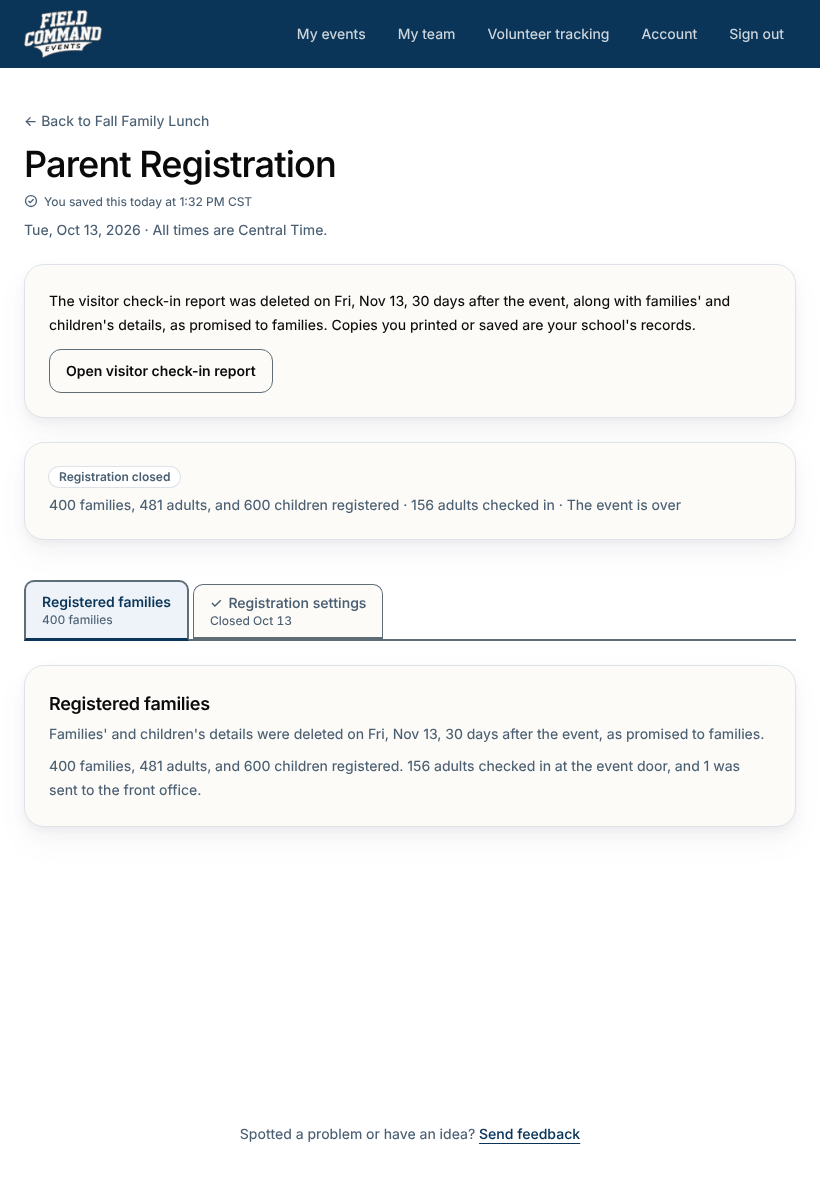 FIELD
COMMAND
EVENTS
My events
My team
Volunteer tracking
Account
Sign out
← Back to Fall Family Lunch
Parent Registration
You saved this today at 1:32 PM CST
Tue, Oct 13, 2026 · All times are Central Time.
The visitor check-in report was deleted on Fri, Nov 13, 30 days after the event, along with families' and
children's details, as promised to families. Copies you printed or saved are your school's records.
Open visitor check-in report
Registration closed
400 families, 481 adults, and 600 children registered · 156 adults checked in · The event is over
Registered families
400 families
✓ Registration settings
Closed Oct 13
Registered families
Families' and children's details were deleted on Fri, Nov 13, 30 days after the event, as promised to families.
400 families, 481 adults, and 600 children registered. 156 adults checked in at the event door, and 1 was
sent to the front office.
Spotted a problem or have an idea? Send feedback